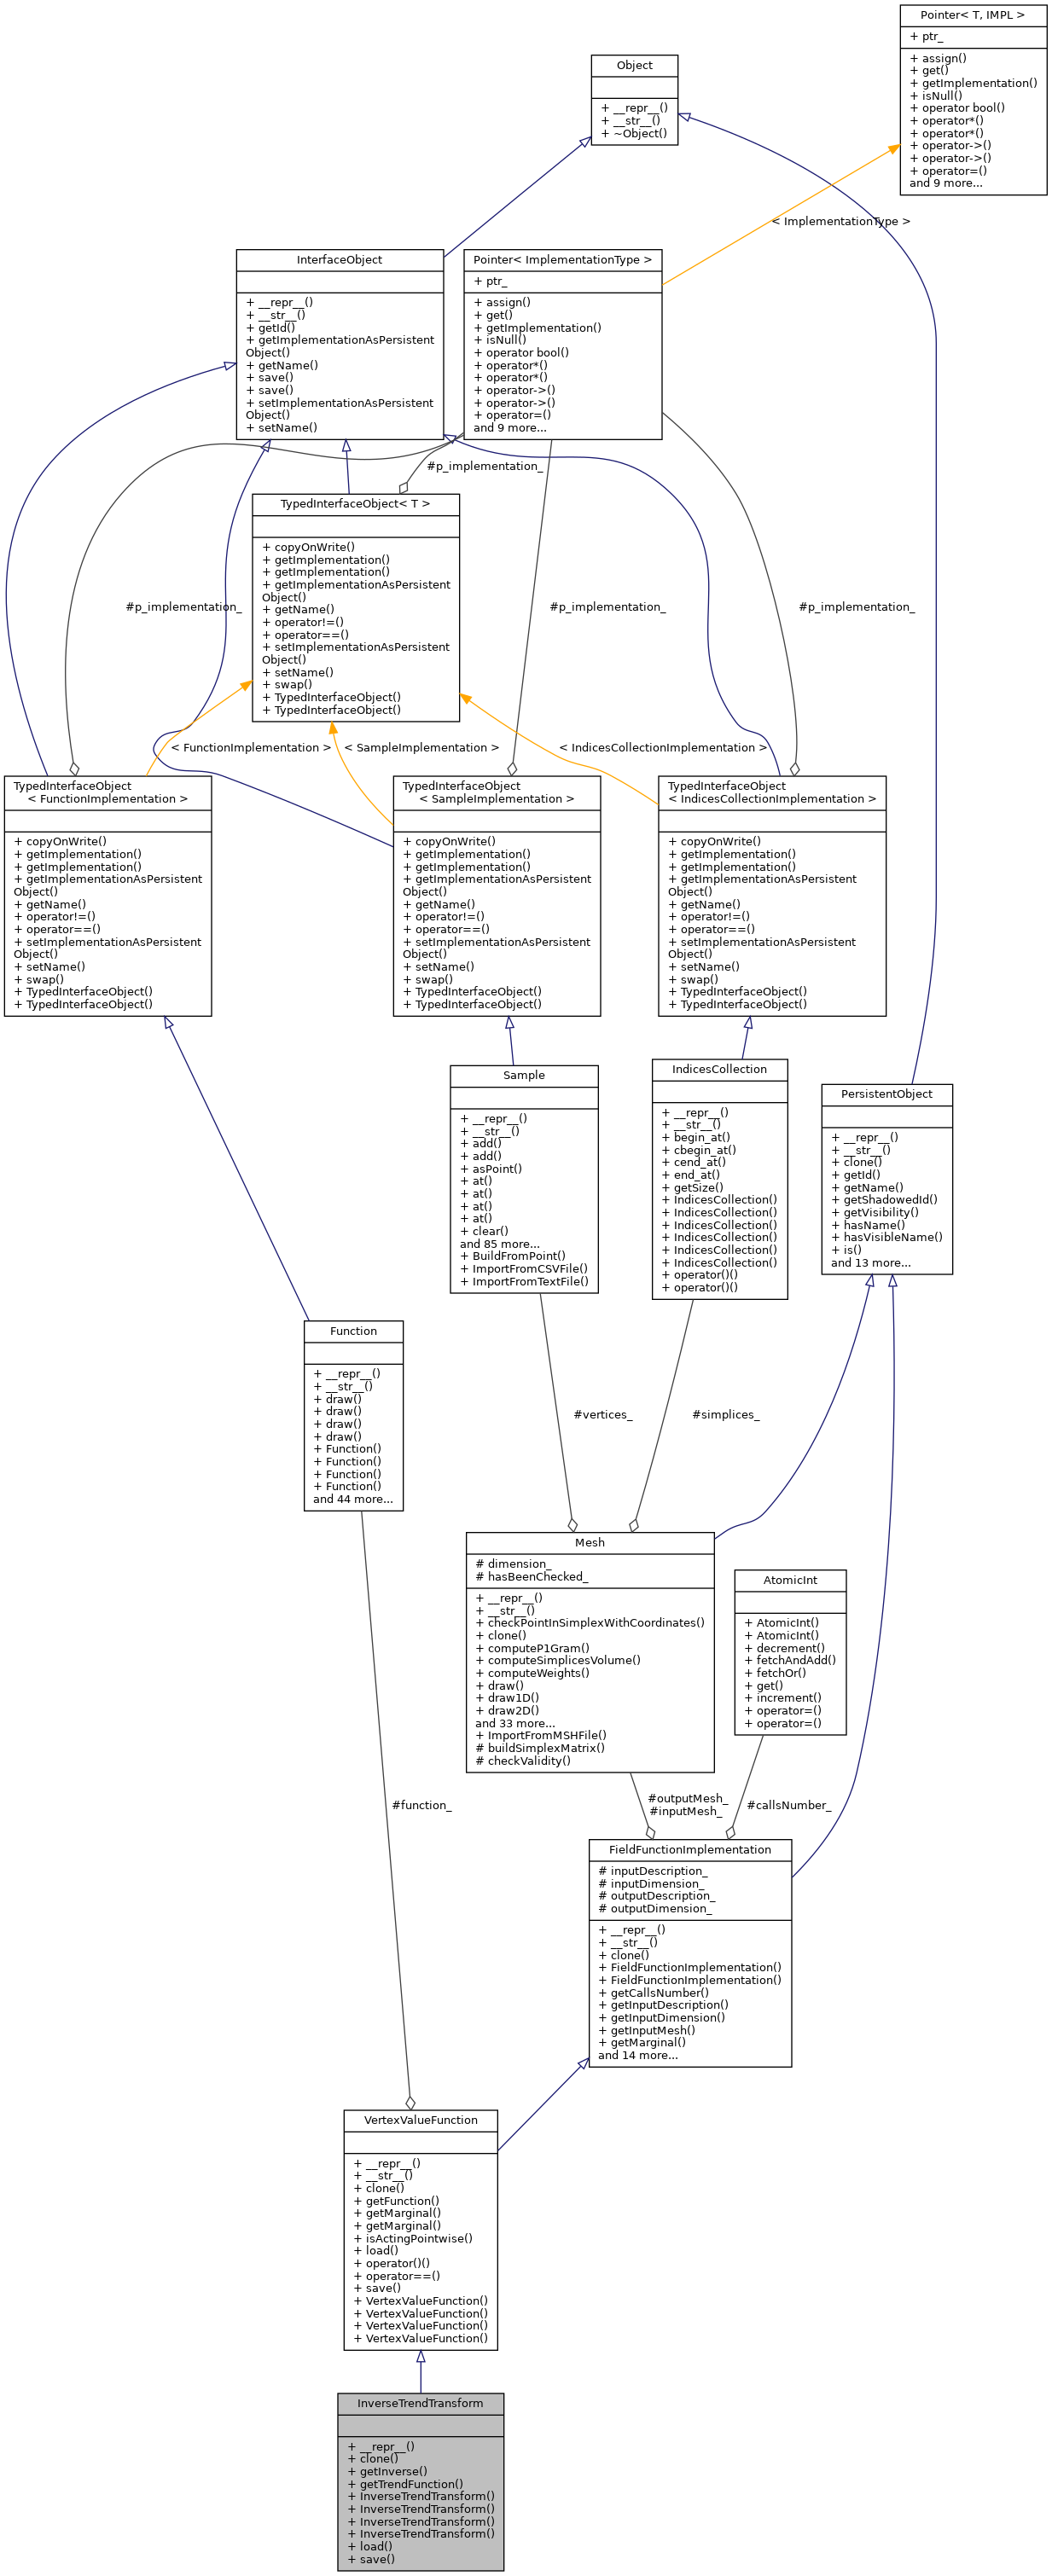 Pointer< T, IMPL >
+ ptr_
+ assign()
+ get()
+ getImplementation()
+ isNull()
+ operator bool()
+ operator*()
+ operator*()
+ operator->()
+ operator->()
+ operator=()
and 9 more...
Object
+ __repr__()
+ __str__()
+ ~Object()
< ImplementationType >
InterfaceObject
+ __repr__()
+ __str__()
+ getId()
+ getImplementationAsPersistent
Object()
+ getName()
+ save()
+ save()
+ setImplementationAsPersistent
Object()
+ setName()
Pointer< ImplementationType >
+ ptr_
+ assign()
+ get()
+ getImplementation()
+ isNull()
+ operator bool()
+ operator*()
+ operator*()
+ operator->()
+ operator->()
+ operator=()
and 9 more...
#p_implementation_
TypedInterfaceObject< T >
+ copyOnWrite()
+ getImplementation()
+ getImplementation()
+ getImplementationAsPersistent
Object()
+ getName()
+ operator!=()
+ operator==()
+ setImplementationAsPersistent
Object()
+ setName()
+ swap()
+ TypedInterfaceObject()
+ TypedInterfaceObject()
#p_implementation_
#p_implementation_
#p_implementation_
< FunctionImplementation >
< SampleImplementation >
< IndicesCollectionImplementation >
TypedInterfaceObject
< FunctionImplementation >
+ copyOnWrite()
+ getImplementation()
+ getImplementation()
+ getImplementationAsPersistent
Object()
+ getName()
+ operator!=()
+ operator==()
+ setImplementationAsPersistent
Object()
+ setName()
+ swap()
+ TypedInterfaceObject()
+ TypedInterfaceObject()
TypedInterfaceObject
< SampleImplementation >
+ copyOnWrite()
+ getImplementation()
+ getImplementation()
+ getImplementationAsPersistent
Object()
+ getName()
+ operator!=()
+ operator==()
+ setImplementationAsPersistent
Object()
+ setName()
+ swap()
+ TypedInterfaceObject()
+ TypedInterfaceObject()
TypedInterfaceObject
< IndicesCollectionImplementation >
+ copyOnWrite()
+ getImplementation()
+ getImplementation()
+ getImplementationAsPersistent
Object()
+ getName()
+ operator!=()
+ operator==()
+ setImplementationAsPersistent
Object()
+ setName()
+ swap()
+ TypedInterfaceObject()
+ TypedInterfaceObject()
Sample
+ __repr__()
+ __str__()
+ add()
+ add()
+ asPoint()
+ at()
+ at()
+ at()
+ at()
+ clear()
and 85 more...
+ BuildFromPoint()
+ ImportFromCSVFile()
+ ImportFromTextFile()
IndicesCollection
+ __repr__()
+ __str__()
+ begin_at()
+ cbegin_at()
+ cend_at()
+ end_at()
+ getSize()
+ IndicesCollection()
+ IndicesCollection()
+ IndicesCollection()
+ IndicesCollection()
+ IndicesCollection()
+ IndicesCollection()
+ operator()()
+ operator()()
PersistentObject
+ __repr__()
+ __str__()
+ clone()
+ getId()
+ getName()
+ getShadowedId()
+ getVisibility()
+ hasName()
+ hasVisibleName()
+ is()
and 13 more...
Function
+ __repr__()
+ __str__()
+ draw()
+ draw()
+ draw()
+ draw()
+ Function()
+ Function()
+ Function()
+ Function()
and 44 more...
#vertices_
#simplices_
Mesh
# dimension_
# hasBeenChecked_
+ __repr__()
+ __str__()
+ checkPointInSimplexWithCoordinates()
+ clone()
+ computeP1Gram()
+ computeSimplicesVolume()
+ computeWeights()
+ draw()
+ draw1D()
+ draw2D()
and 33 more...
+ ImportFromMSHFile()
# buildSimplexMatrix()
# checkValidity()
AtomicInt
+ AtomicInt()
+ AtomicInt()
+ decrement()
+ fetchAndAdd()
+ fetchOr()
+ get()
+ increment()
+ operator=()
+ operator=()
#function_
#outputMesh_
#inputMesh_
#callsNumber_
FieldFunctionImplementation
# inputDescription_
# inputDimension_
# outputDescription_
# outputDimension_
+ __repr__()
+ __str__()
+ clone()
+ FieldFunctionImplementation()
+ FieldFunctionImplementation()
+ getCallsNumber()
+ getInputDescription()
+ getInputDimension()
+ getInputMesh()
+ getMarginal()
and 14 more...
VertexValueFunction
+ __repr__()
+ __str__()
+ clone()
+ getFunction()
+ getMarginal()
+ getMarginal()
+ isActingPointwise()
+ load()
+ operator()()
+ operator==()
+ save()
+ VertexValueFunction()
+ VertexValueFunction()
+ VertexValueFunction()
+ VertexValueFunction()
InverseTrendTransform
+ __repr__()
+ clone()
+ getInverse()
+ getTrendFunction()
+ InverseTrendTransform()
+ InverseTrendTransform()
+ InverseTrendTransform()
+ InverseTrendTransform()
+ load()
+ save()